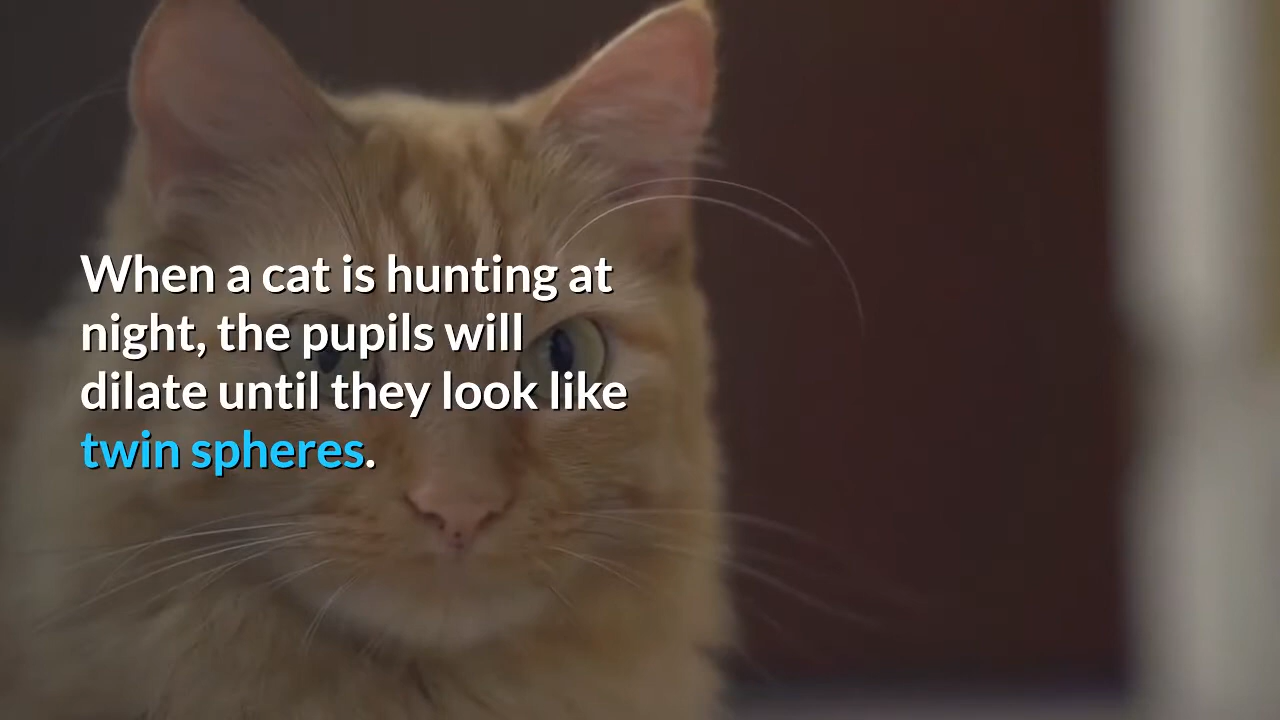 When a cat is hunting at
night, the pupils will
dilate until they look like
twin spheres.